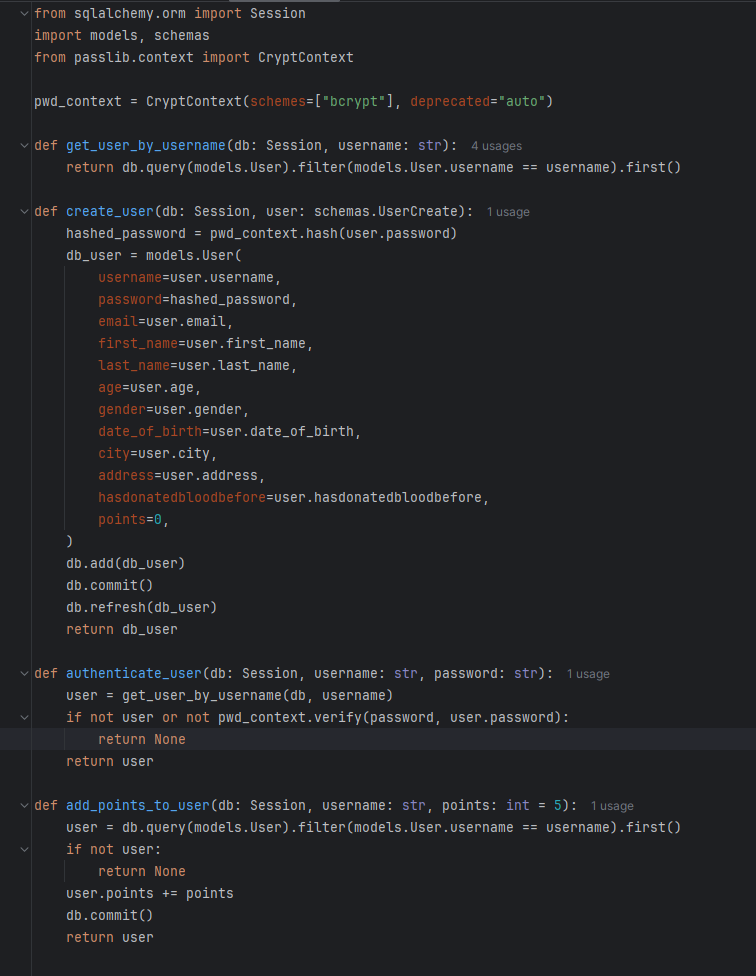 from sqlalchemy.orm import Session
import models, schemas
from passlib.context import CryptContext

pwd_context = CryptContext(schemes=["bcrypt"], deprecated="auto")

def get_user_by_username(db: Session, username: str): 4 usages
    return db.query(models.User).filter(models.User.username == username).first()

def create_user(db: Session, user: schemas.UserCreate): 1 usage
    hashed_password = pwd_context.hash(user.password)
    db_user = models.User(
        username=user.username,
        password=hashed_password,
        email=user.email,
        first_name=user.first_name,
        last_name=user.last_name,
        age=user.age,
        gender=user.gender,
        date_of_birth=user.date_of_birth,
        city=user.city,
        address=user.address,
        hasdonatedbloodbefore=user.hasdonatedbloodbefore,
        points=0,
    )
    db.add(db_user)
    db.commit()
    db.refresh(db_user)
    return db_user

def authenticate_user(db: Session, username: str, password: str): 1 usage
    user = get_user_by_username(db, username)
    if not user or not pwd_context.verify(password, user.password):
        return None
    return user

def add_points_to_user(db: Session, username: str, points: int = 5): 1 usage
    user = db.query(models.User).filter(models.User.username == username).first()
    if not user:
        return None
    user.points += points
    db.commit()
    return user